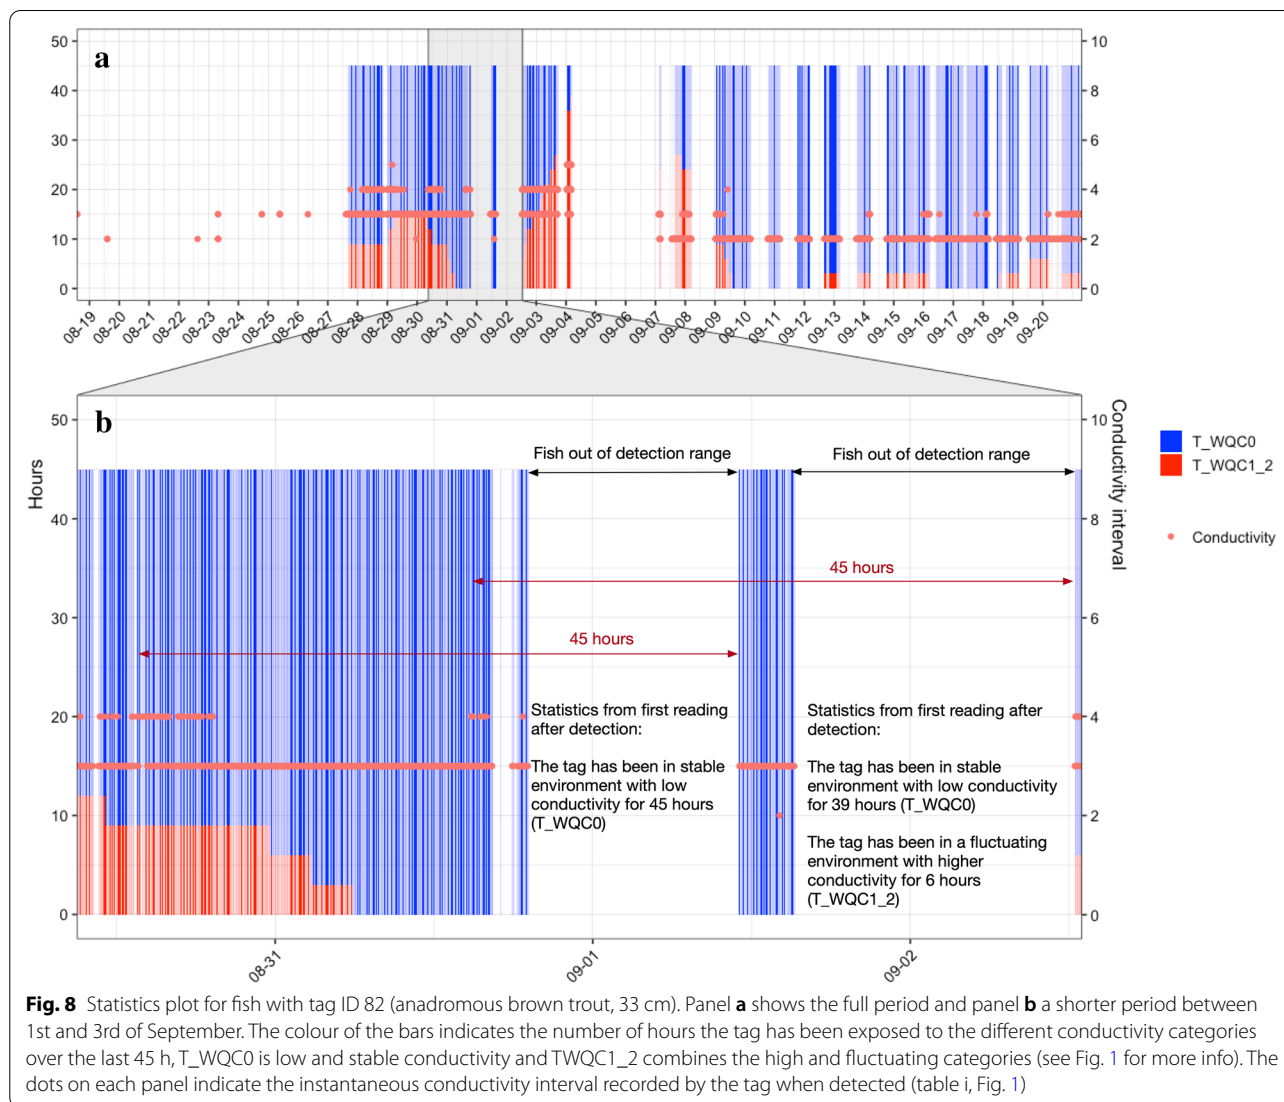 a
50
40
30
20
10
0
10
8
6
4
2
0
08-19
08-20
08-21
08-22
08-23
08-24
08-25
08-26
08-27
08-28
08-29
08-30
08-31
09-01
09-02
09-03
09-04
09-05
09-06
09-07
09-08
09-09
09-10
09-11
09-12
09-13
09-14
09-15
09-16
09-17
09-18
09-19
09-20
b
Hours
50
40
30
20
10
0
Conductivity interval
10
8
6
4
2
0
Fish out of detection range
Fish out of detection range
45 hours
45 hours
Statistics from first reading
after detection:
The tag has been in stable
environment with low
conductivity for 45 hours
(T_WQC0)
Statistics from first reading after
detection:
The tag has been in stable
environment with low conductivity
for 39 hours (T_WQC0)
The tag has been in a fluctuating
environment with higher
conductivity for 6 hours
(T_WQC1_2)
08-31
09-01
09-02
T_WQC0
T_WQC1_2
Conductivity
Fig. 8 Statistics plot for fish with tag ID 82 (anadromous brown trout, 33 cm). Panel a shows the full period and panel b a shorter period between
1st and 3rd of September. The colour of the bars indicates the number of hours the tag has been exposed to the different conductivity categories
over the last 45 h, T_WQC0 is low and stable conductivity and TWQC1_2 combines the high and fluctuating categories (see Fig. 1 for more info). The
dots on each panel indicate the instantaneous conductivity interval recorded by the tag when detected (table i, Fig. 1)